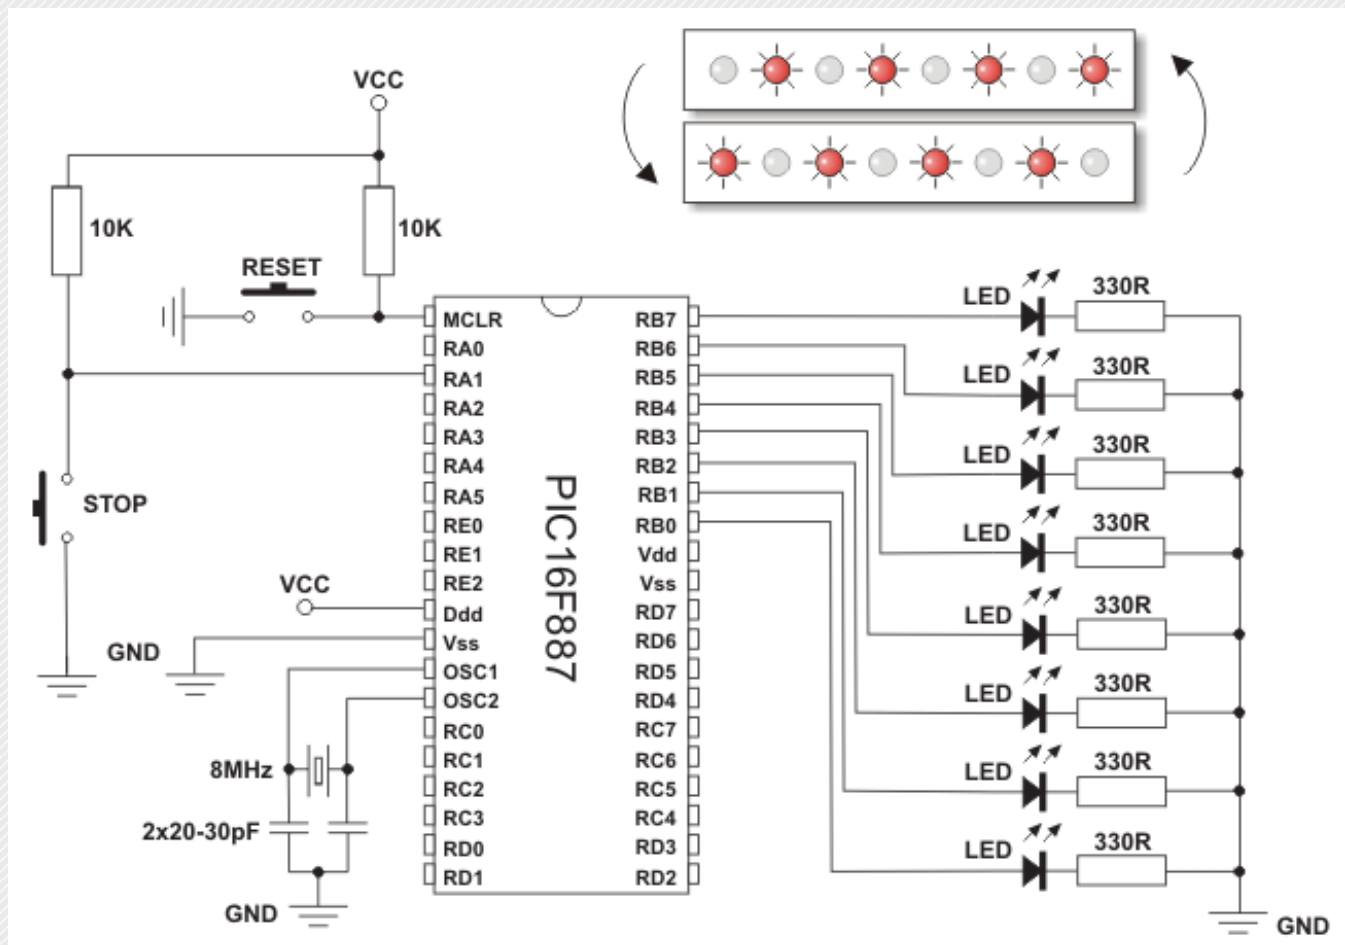 VCC
10K
10K
RESET
STOP
VCC
GND
8MHz
2x20-30pF
GND
MCLR
RA0
RA1
RA2
RA3
RA4
RA5
RE0
RE1
RE2
Ddd
Vss
OSC1
OSC2
RC0
RC1
RC2
RC3
RD0
RD1
PIC16F887
RB7
RB6
RB5
RB4
RB3
RB2
RB1
RB0
Vdd
Vss
RD7
RD6
RD5
RD4
RC7
RC6
RC5
RC4
RD3
RD2
LED 330R
LED 330R
LED 330R
LED 330R
LED 330R
LED 330R
LED 330R
LED 330R
GND